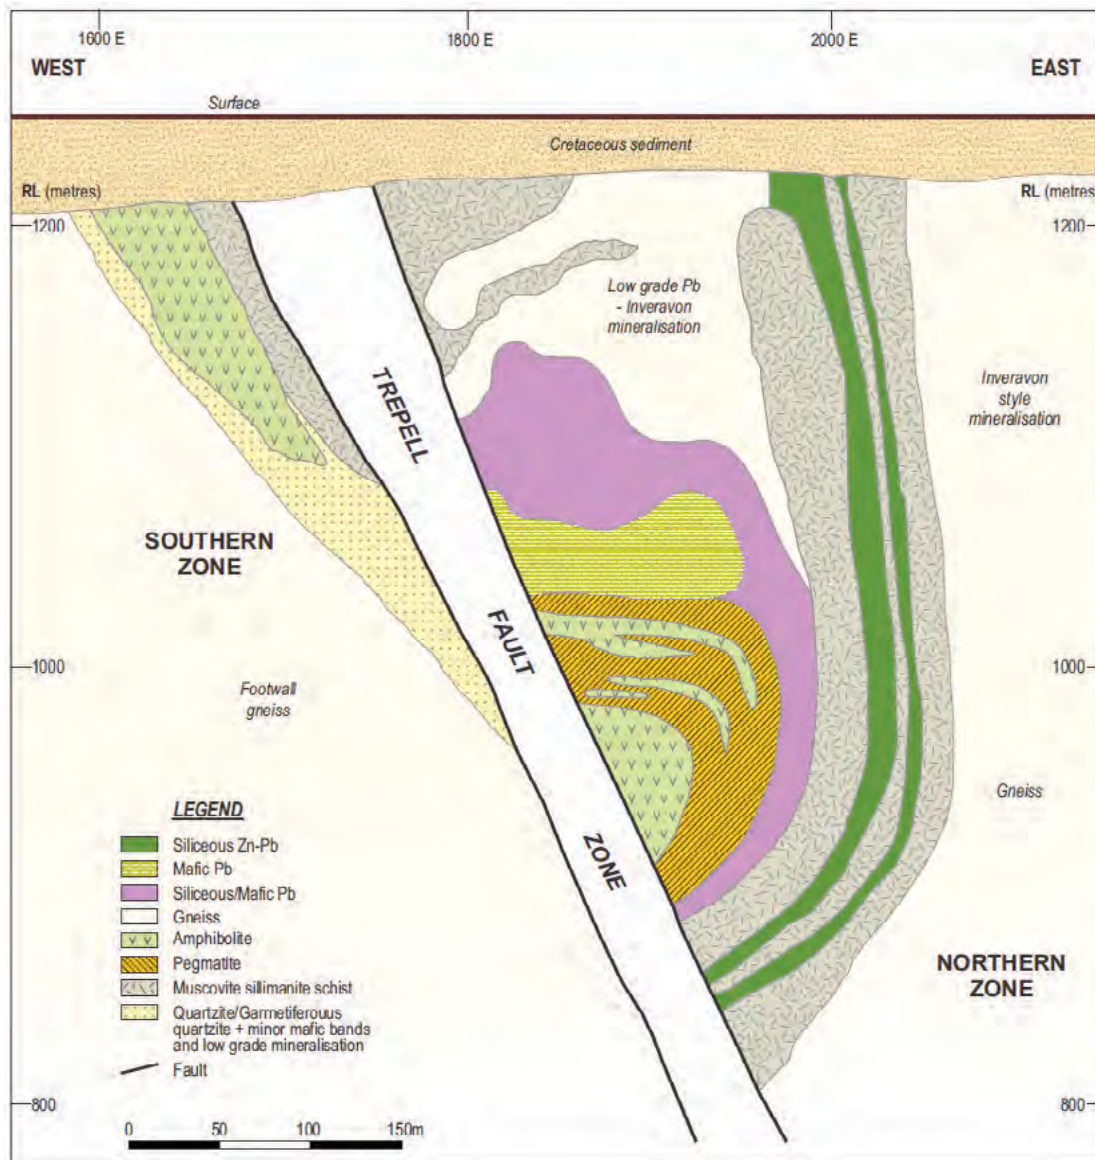 1600 E
1800 E
2000 E
WEST
EAST
Surface
Cretaceous sediment
RL (metres)
RL (metres)
1200
1200
Low grade Pb
- Inveravon
mineralisation
Inveravon
style
mineralisation
TREPELL
FAULT
ZONE
SOUTHERN
ZONE
1000
1000
Footwall
gneiss
Gneiss
LEGEND
Siliceous Zn-Pb
Mafic Pb
Siliceous/Mafic Pb
Gneiss
Amphibolite
Pegmatite
Muscovite sillimanite schist
Quartzite/Garnetiferouus
quartzite + minor mafic bands
and low grade mineralisation
Fault
NORTHERN
ZONE
800
800
0 50 100 150m